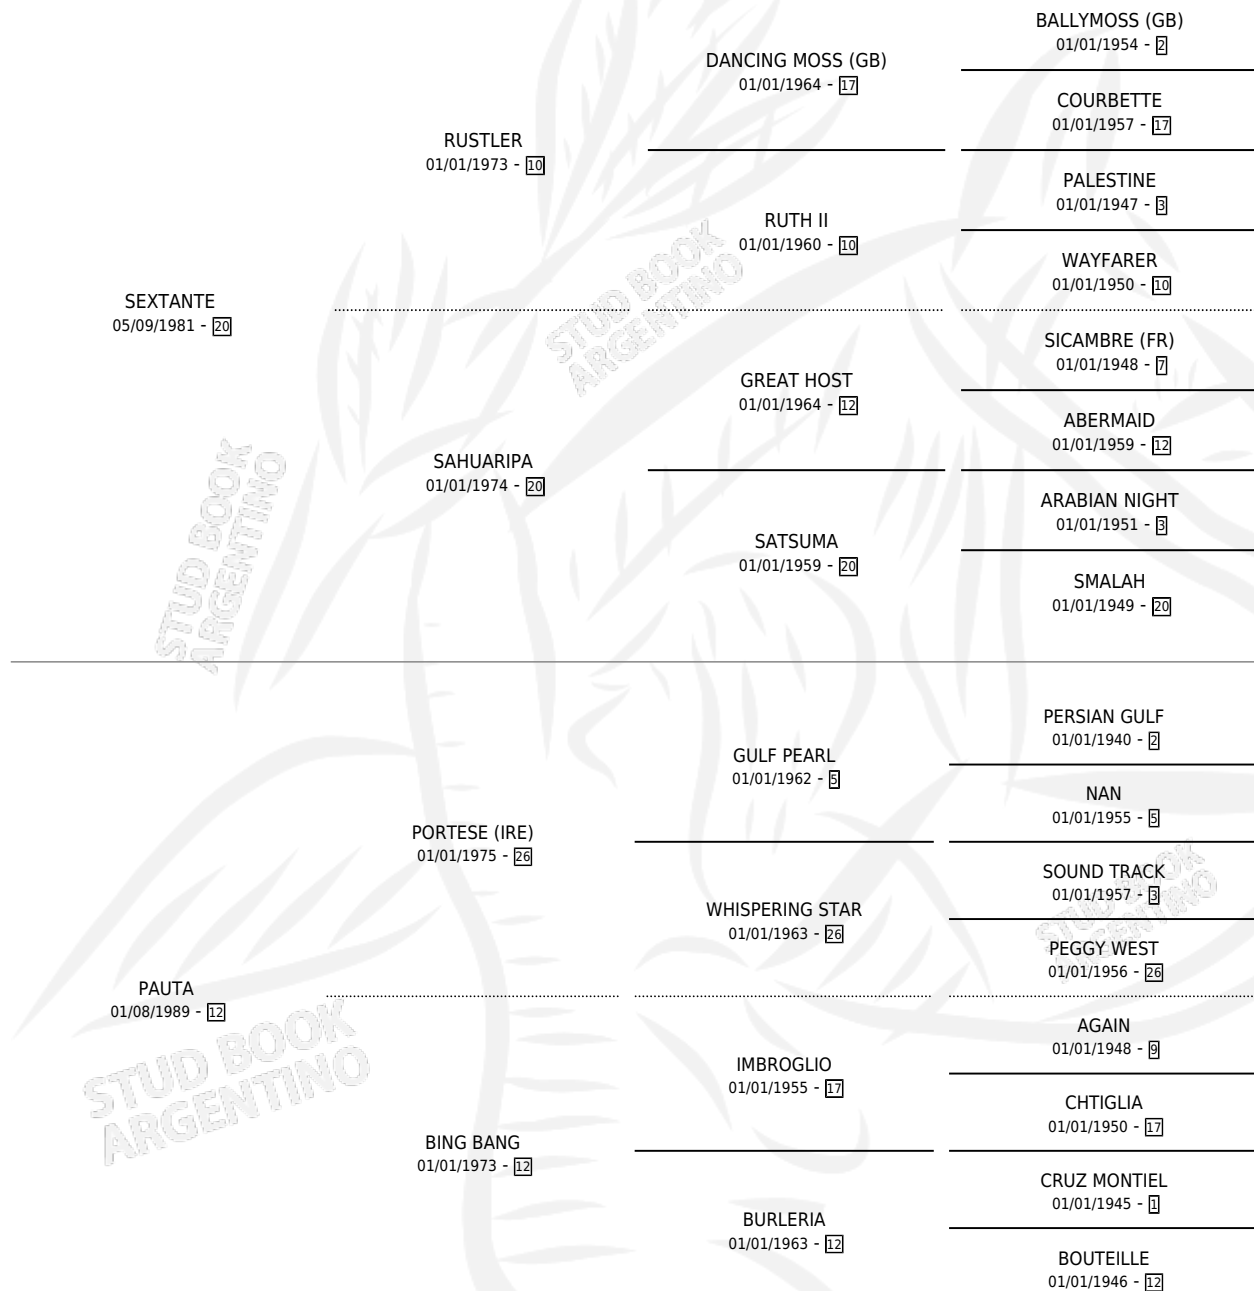 BALLYMOSS (GB)
01/01/1954 - 2
DANCING MOSS (GB)
01/01/1964 - 17
COURBETTE
01/01/1957 - 17
RUSTLER
01/01/1973 - 10
PALESTINE
01/01/1947 - 3
RUTH II
01/01/1960 - 10
WAYFARER
01/01/1950 - 10
SEXTANTE
05/09/1981 - 20
SICAMBRE (FR)
01/01/1948 - 7
GREAT HOST
01/01/1964 - 12
ABERMAID
01/01/1959 - 12
SAHUARIPA
01/01/1974 - 20
ARABIAN NIGHT
01/01/1951 - 3
SATSUMA
01/01/1959 - 20
SMALAH
01/01/1949 - 20
STUD BOOK
ARGENTINO
STUD BOOK
ARGENTINO
PERSIAN GULF
01/01/1940 - 2
GULF PEARL
01/01/1962 - 5
NAN
01/01/1955 - 5
PORTESE (IRE)
01/01/1975 - 26
SOUND TRACK
01/01/1957 - 3
WHISPERING STAR
01/01/1963 - 26
PEGGY WEST
01/01/1956 - 26
PAUTA
01/08/1989 - 12
AGAIN
01/01/1948 - 9
IMBROGLIO
01/01/1955 - 17
CHTIGLIA
01/01/1950 - 17
BING BANG
01/01/1973 - 12
CRUZ MONTIEL
01/01/1945 - 1
BURLERIA
01/01/1963 - 12
BOUTEILLE
01/01/1946 - 12
STUD BOOK
ARGENTINO
STUD BOOK
ARGENTINO